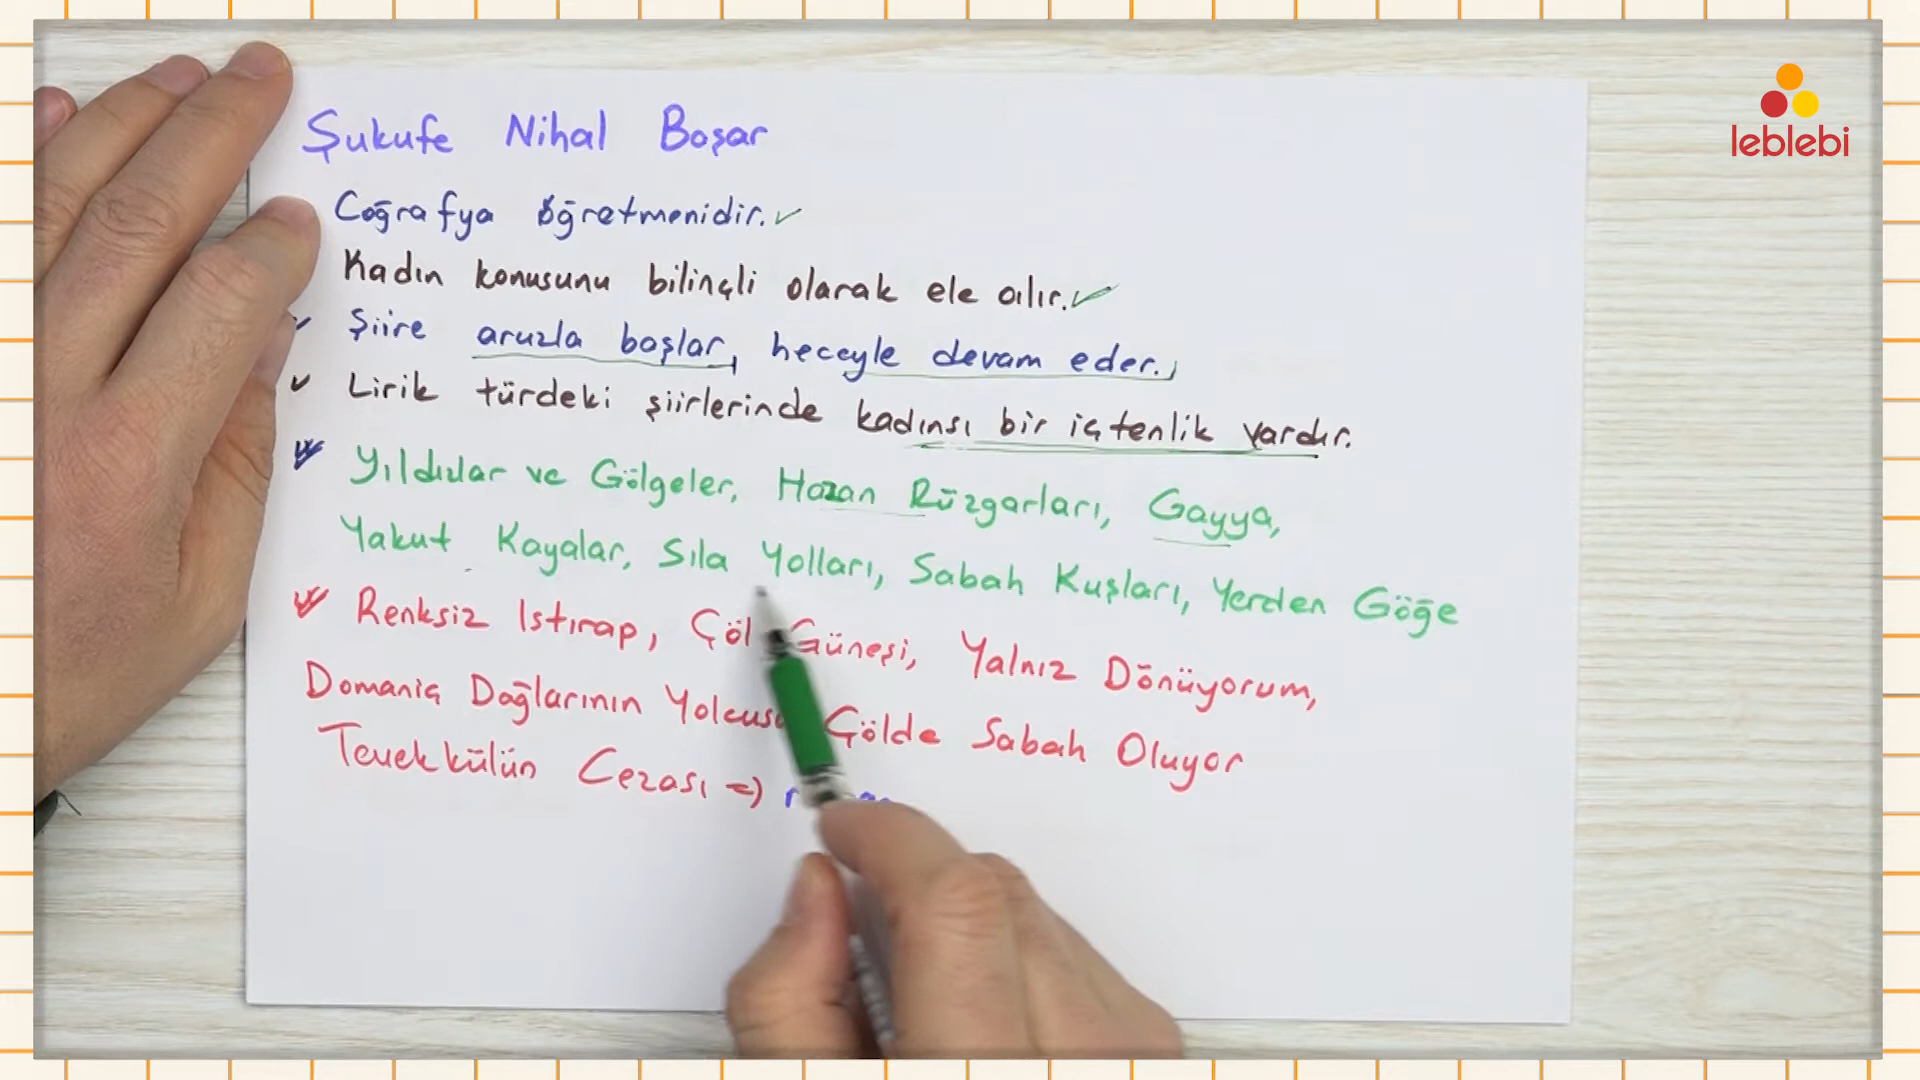 leblebi
Şukufe Nihal Başar
Coğrafya öğretmenidir.
Kadın konusunu bilinçli olarak ele alır.
Şiire aruzla başlar, heceyle devam eder.
Lirik türdeki şiirlerinde kadınsı bir içtenlik vardır.
Yıldızlar ve Gölgeler, Hazan Rüzgarları, Gayya,
Yakut Kayalar, Sıla Yolları, Sabah Kuşları, Yerden Göğe
Renksiz Istırap, Çöl Güneşi, Yalnız Dönüyorum,
Domaniç Dağlarının Yolcusu Çölde Sabah Oluyor
Tevekkülün Cezası =>